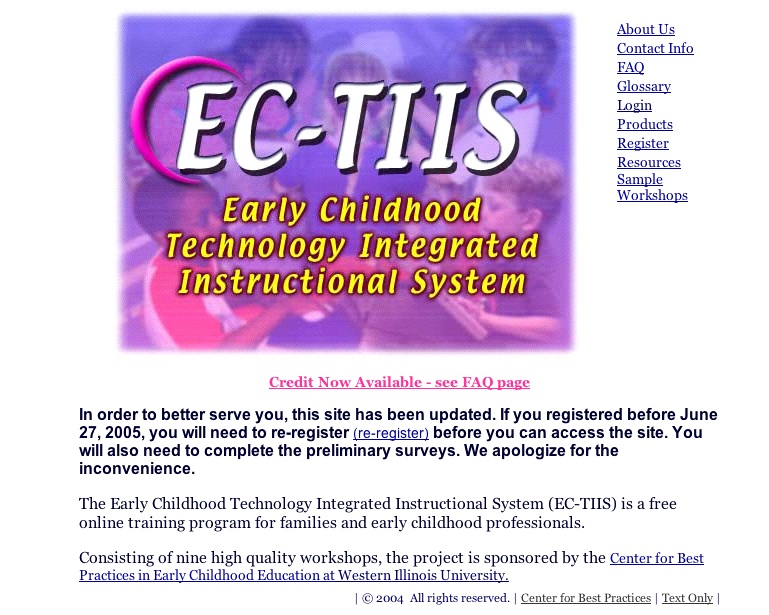 EC-TIIS
Early Childhood
Technology Integrated
Instructional System
About Us
Contact Info
FAQ
Glossary
Login
Products
Register
Resources
Sample
Workshops
Credit Now Available - see FAQ page
In order to better serve you, this site has been updated. If you registered before June
27, 2005, you will need to re-register (re-register) before you can access the site. You
will also need to complete the preliminary surveys. We apologize for the
inconvenience.
The Early Childhood Technology Integrated Instructional System (EC-TIIS) is a free
online training program for families and early childhood professionals.
Consisting of nine high quality workshops, the project is sponsored by the Center for Best
Practices in Early Childhood Education at Western Illinois University.
| © 2004 All rights reserved. | Center for Best Practices | Text Only |